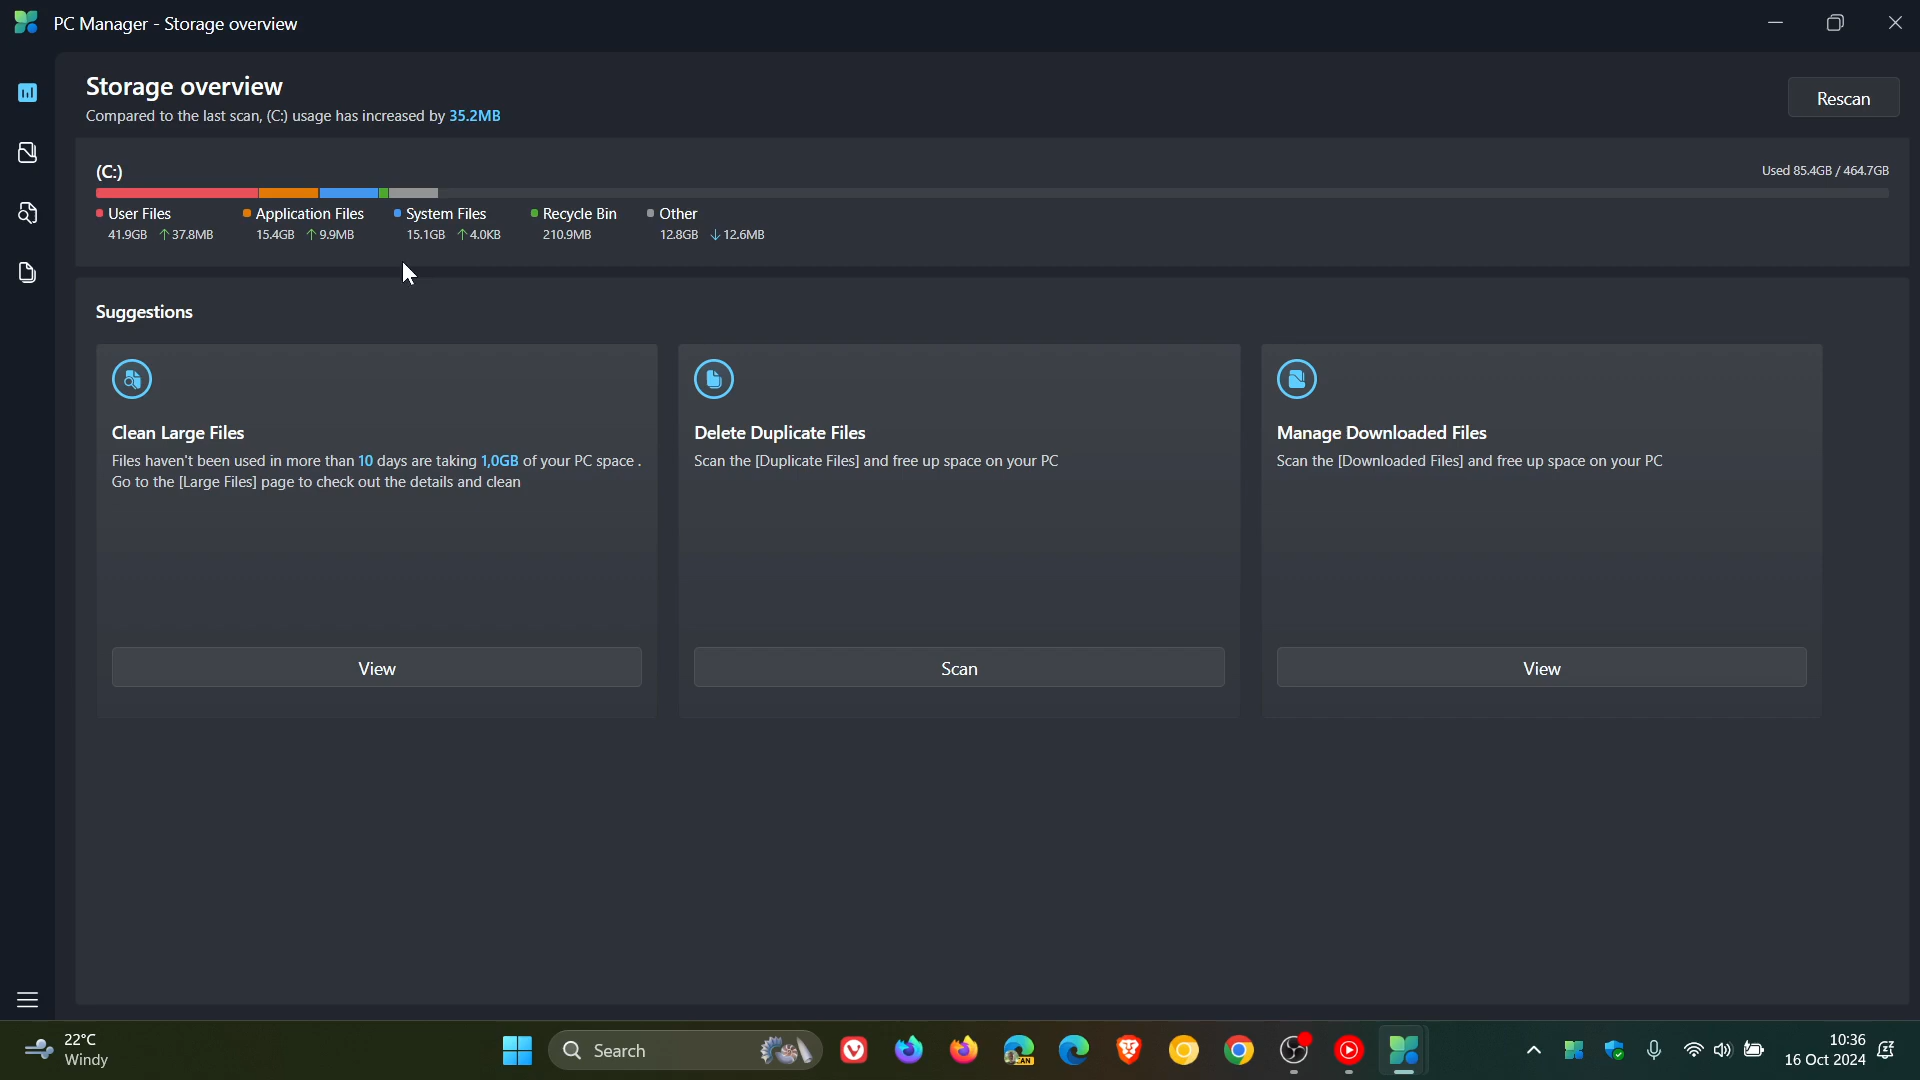 PC Manager - Storage overview
Storage overview
Compared to the last scan, (C:) usage has increased by 35.2MB
Rescan
(C:)
Used 85.4GB / 464.7GB
User Files
Application Files
System Files
Recycle Bin
Other
41.9GB ↑37.8MB
15.4GB ↑9.9MB
15.1GB ↑4.0KB
210.9MB
12.8GB ↓12.6MB
Suggestions
Clean Large Files
Files haven't been used in more than 10 days are taking 1,0GB of your PC space .
Go to the [Large Files] page to check out the details and clean
View
Delete Duplicate Files
Scan the [Duplicate Files] and free up space on your PC
Scan
Manage Downloaded Files
Scan the [Downloaded Files] and free up space on your PC
View
22°C
Windy
Search
CAN
10:36
16 Oct 2024